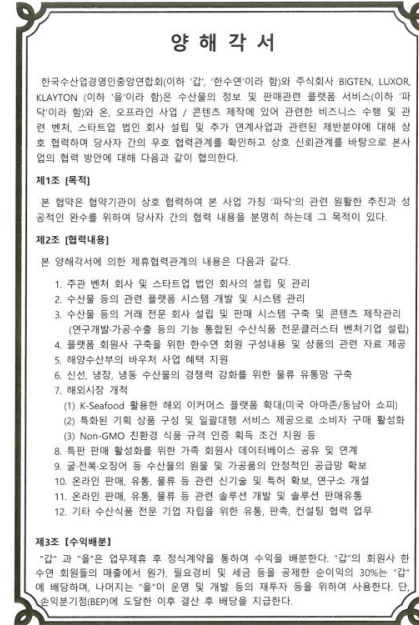 양 해 각 서
한국수산업경영인중앙연합회(이하 '갑', '한수연'이라 함)와 주식회사 BIGTEN, LUXOR,
KLAYTON (이하 '을'이라 함)은 수산물의 정보 및 판매관련 플랫폼 서비스(이하 '파
닥'이라 함)와 온, 오프라인 사업 / 콘텐츠 제작에 있어 관련한 비즈니스 수행 및 관
련 벤처, 스타트업 법인 회사 설립 및 추가 연계사업과 관련된 제반분야에 대해 상
호 협력하며 당사자 간의 우호 협력관계를 확인하고 상호 신뢰관계를 바탕으로 본사
업의 협력 방안에 대해 다음과 같이 협의한다.
제1조 [목적]
본 협약은 협약기관이 상호 협력하여 본 사업 가칭 '파닥'의 관련 원활한 추진과 성
공적인 완수를 위하여 당사자 간의 협력 내용을 분명히 하는데 그 목적이 있다.
제2조 [협력내용]
본 양해각서에 의한 제휴협력관계의 내용은 다음과 같다.
1. 주관 벤처 회사 및 스타트업 법인 회사의 설립 및 관리
2. 수산물 등의 관련 플랫폼 시스템 개발 및 시스템 관리
3. 수산물 등의 거래 전문 회사 설립 및 판매 시스템 구축 및 콘텐츠 제작관리
(연구개발·가공·수출 등의 기능 통합된 수산식품 전문클러스터 벤처기업 설립)
4. 플랫폼 회원사 구축을 위한 한수연 회원 구성내용 및 상품의 관련 자료 제공
5. 해양수산부의 바우처 사업 혜택 지원
6. 신선, 냉장, 냉동 수산물의 경쟁력 강화를 위한 물류 유통망 구축
7. 해외시장 개척
(1) K-Seafood 활용한 해외 이커머스 플랫폼 확대(미국 아마존/동남아 쇼피)
(2) 특화된 기획 상품 구성 및 일괄대행 서비스 제공으로 소비자 구매 활성화
(3) Non-GMO 친환경 식품 규격 인증 획득 조건 지원 등
8. 특판 판매 활성화를 위한 가족 회원사 데이터베이스 공유 및 연계
9. 굴·전복·오징어 등 수산물의 원물 및 가공품의 안정적인 공급망 확보
10. 온라인 판매, 유통, 물류 등 관련 신기술 및 특허 확보, 연구소 개설
11. 온라인 판매, 유통, 물류 등 관련 솔루션 개발 및 솔루션 판매유통
12. 기타 수산식품 전문 기업 자립을 위한 유통, 판촉, 컨설팅 협력 업무
제3조 【수익배분】
"갑" 과 "을"은 업무제휴 후 정식계약을 통하여 수익을 배분한다. "갑"의 회원사 한
수연 회원들의 매출에서 원가, 필요경비 및 세금 등을 공제한 순이익의 30%는 "갑"
에 배당하며, 나머지는 "을"이 운영 및 개발 등의 재투자 등을 위하여 사용한다. 단,
손익분기점(BEP)에 도달한 이후 결산 후 배당을 지급한다.